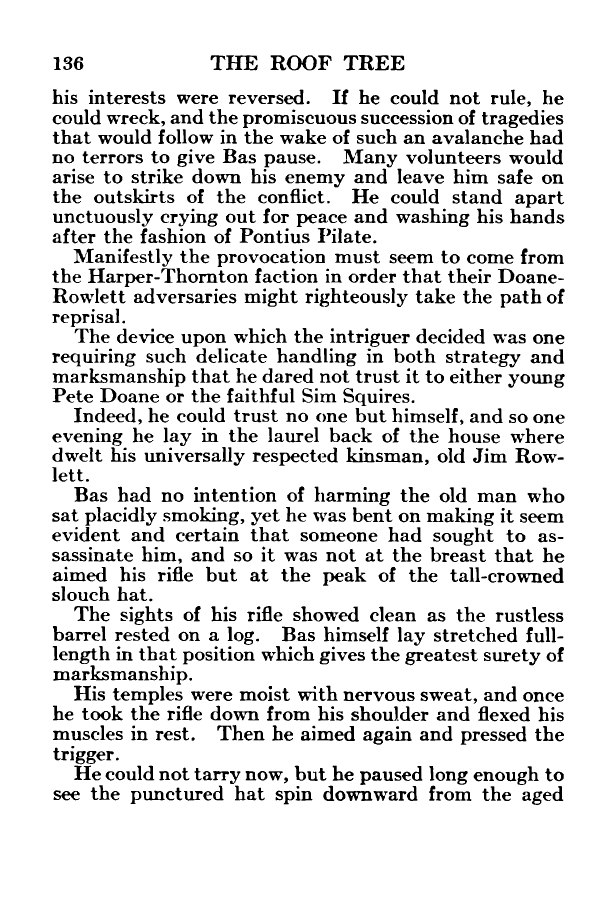 136 THE ROOF TREE
his interests were reversed. If he could not rule, he
could wreck, and the promiscuous succession of tragedies
that would follow in the wake of such an avalanche had
no terrors to give Bas pause. Many volunteers would
arise to strike down his enemy and leave him safe on
the outskirts of the conflict. He could stand apart
unctuously crying out for peace and washing his hands
after the fashion of Pontius Pilate.
Manifestly the provocation must seem to come from
the Harper-Thornton faction in order that their Doane-
Rowlett adversaries might righteously take the path of
reprisal.
The device upon which the intriguer decided was one
requiring such delicate handling in both strategy and
marksmanship that he dared not trust it to either young
Pete Doane or the faithful Sim Squires.
Indeed, he could trust no one but himself, and so one
evening he lay in the laurel back of the house where
dwelt his universally respected kinsman, old Jim Row-
lett.
Bas had no intention of harming the old man who
sat placidly smoking, yet he was bent on making it seem
evident and certain that someone had sought to as-
sassinate him, and so it was not at the breast that he
aimed his rifle but at the peak of the tall-crowned
slouch hat.
The sights of his rifle showed clean as the rustless
barrel rested on a log. Bas himself lay stretched full-
length in that position which gives the greatest surety of
marksmanship.
His temples were moist with nervous sweat, and once
he took the rifle down from his shoulder and flexed his
muscles in rest. Then he aimed again and pressed the
trigger.
He could not tarry now, but he paused long enough to
see the punctured hat spin downward from the aged